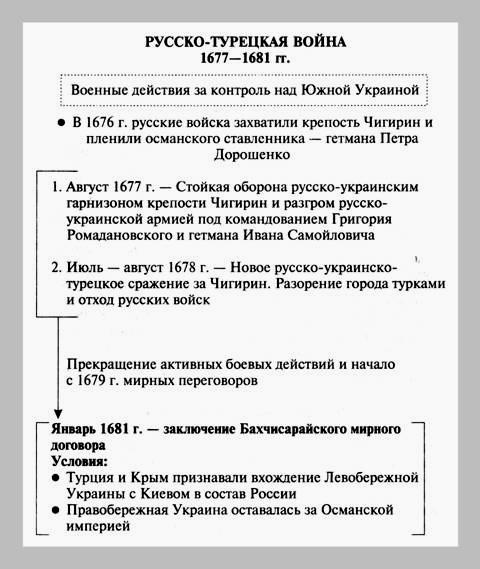 РУССКО-ТУРЕЦКАЯ ВОЙНА
1677—1681 гг.
Военные действия за контроль над Южной Украиной
● В 1676 г. русские войска захватили крепость Чигирин и
пленили османского ставленника — гетмана Петра
Дорошенко
1. Август 1677 г. — Стойкая оборона русско-украинским
гарнизоном крепости Чигирин и разгром русско-
украинской армией под командованием Григория
Ромадановского и гетмана Ивана Самойловича
2. Июль — август 1678 г. — Новое русско-украинско-
турецкое сражение за Чигирин. Разорение города турками
и отход русских войск
Прекращение активных боевых действий и начало
с 1679 г. мирных переговоров
Январь 1681 г. — заключение Бахчисарайского мирного
договора
Условия:
● Турция и Крым признавали вхождение Левобережной
Украины с Киевом в состав России
● Правобережная Украина оставалась за Османской
империей